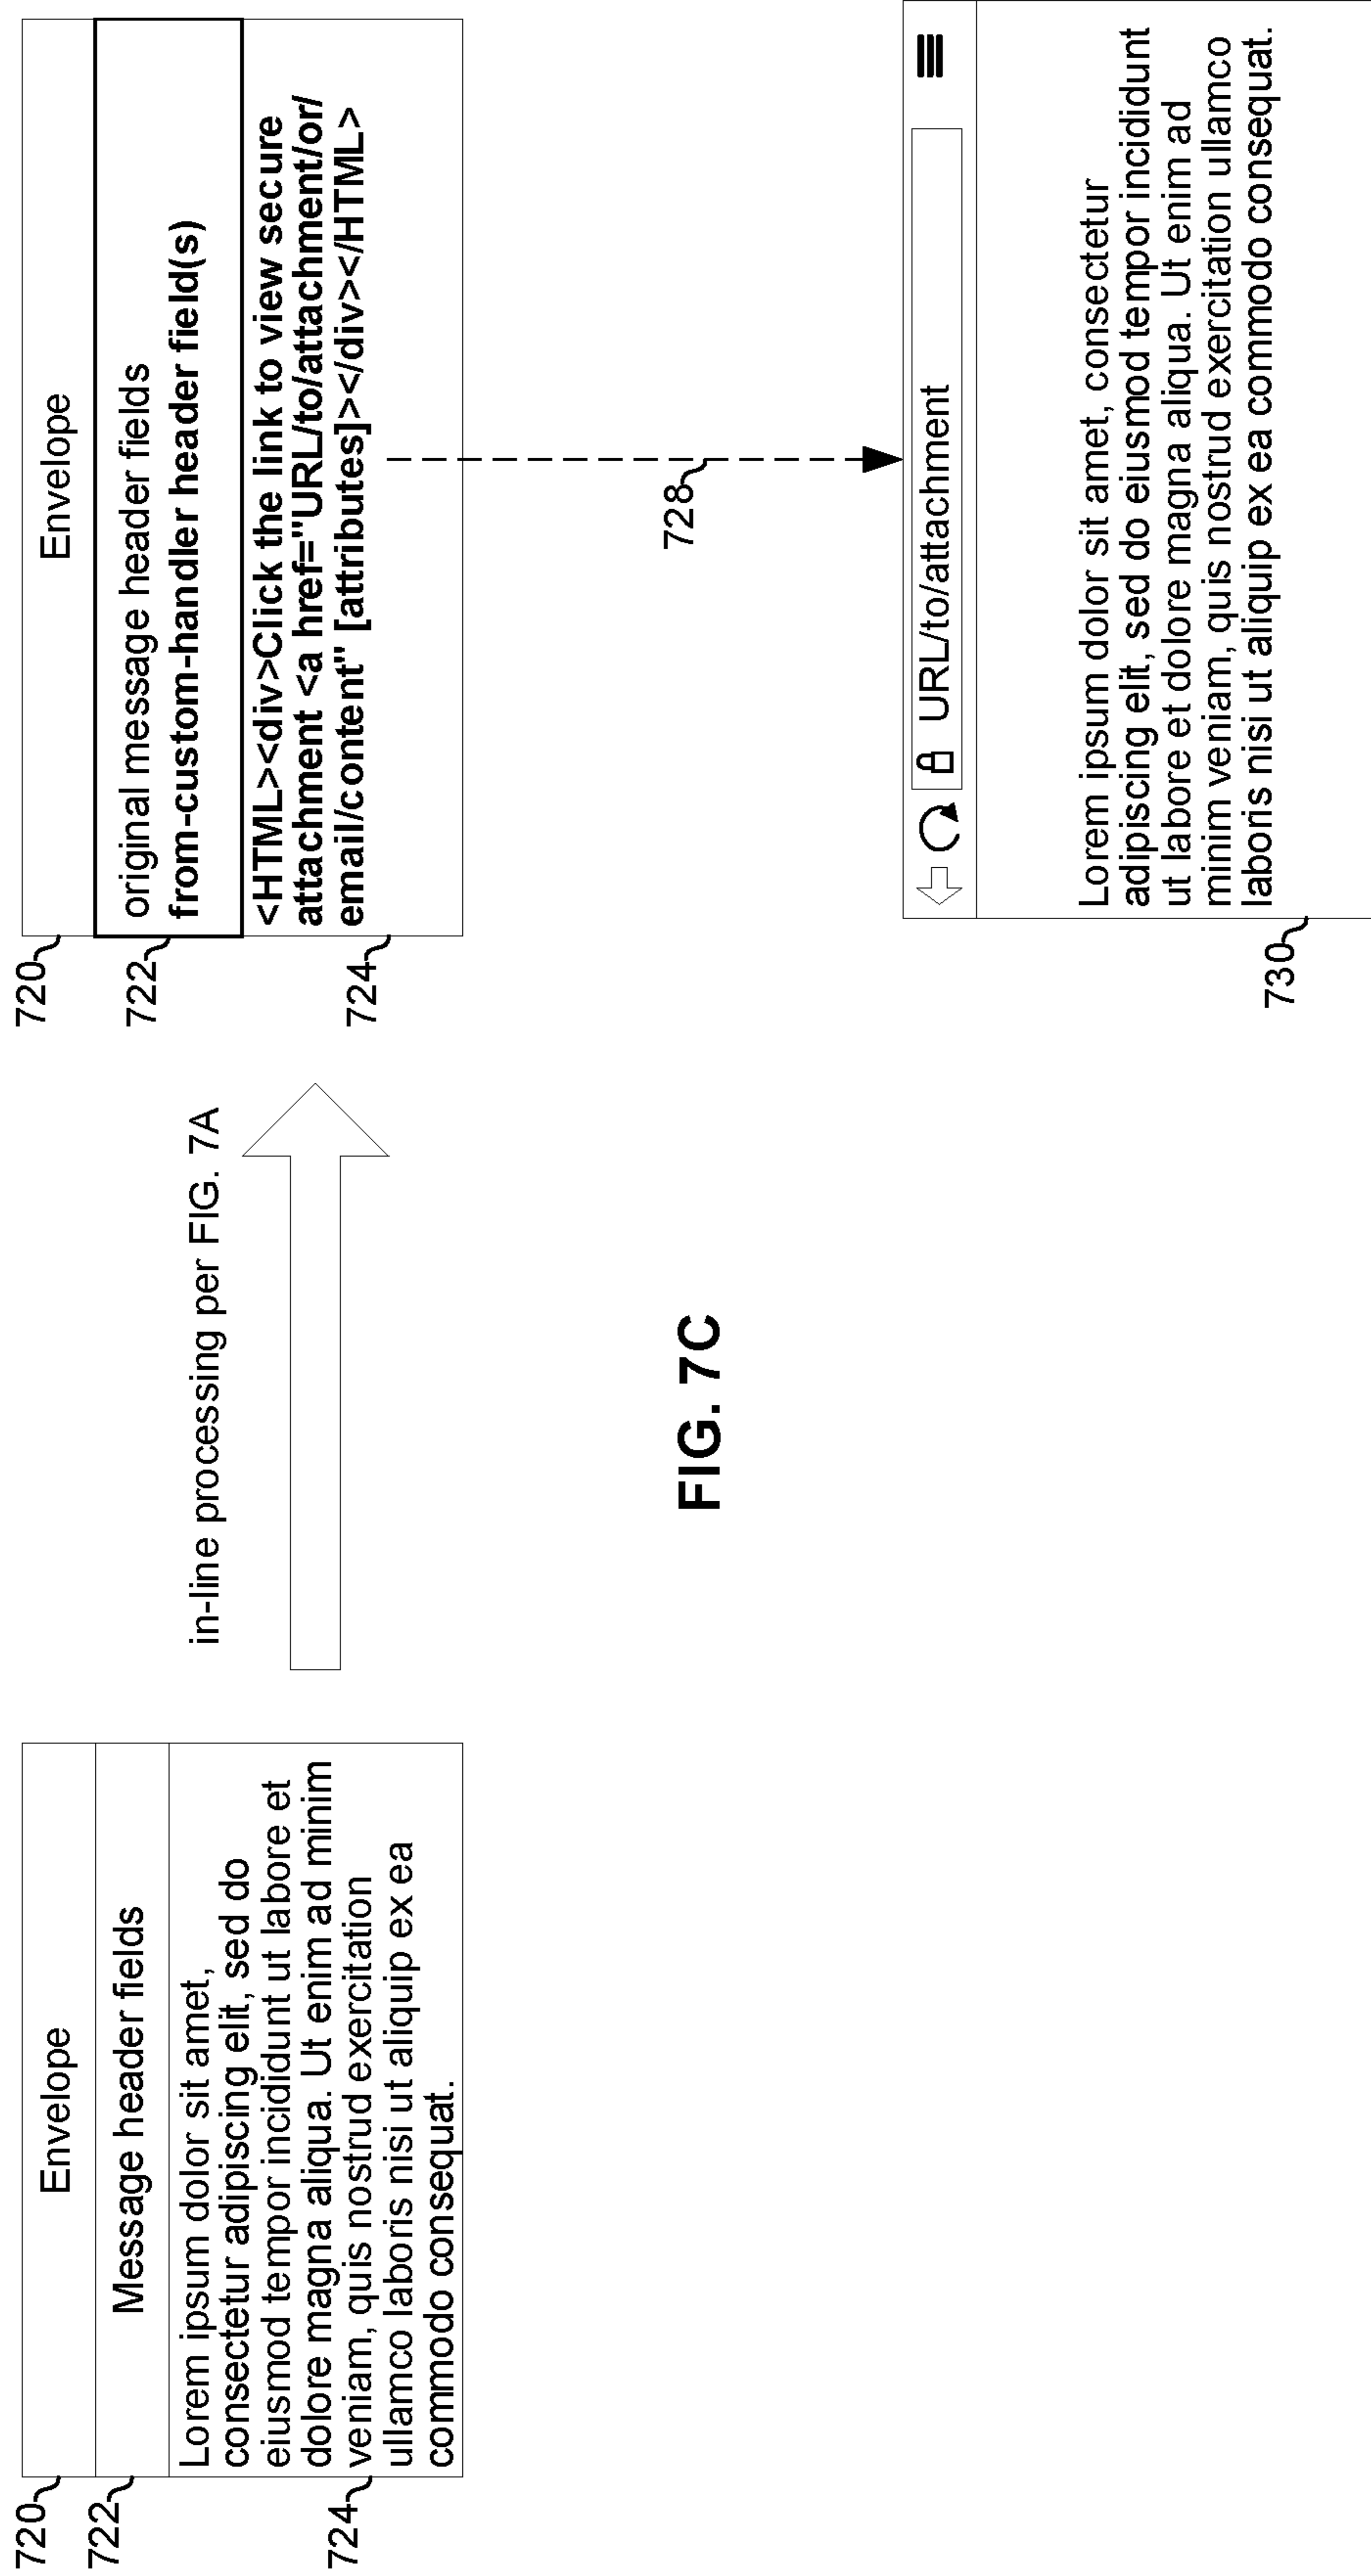 720
Envelope
722
Message header fields
724
Lorem ipsum dolor sit amet,
consectetur adipiscing elit, sed do
eiusmod tempor incididunt ut labore et
dolore magna aliqua. Ut enim ad minim
veniam, quis nostrud exercitation
ullamco laboris nisi ut aliquip ex ea
commodo consequat.
in-line processing per FIG. 7A
720
Envelope
722
original message header fields
from-custom-handler header field(s)
724
<HTML><div>Click the link to view secure
attachment <a href="URL/to/attachment/or/
email/content" [attributes]></div></HTML>
728
URL/to/attachment
Lorem ipsum dolor sit amet, consectetur
adipiscing elit, sed do eiusmod tempor incididunt
ut labore et dolore magna aliqua. Ut enim ad
minim veniam, quis nostrud exercitation ullamco
laboris nisi ut aliquip ex ea commodo consequat.
730
FIG. 7C